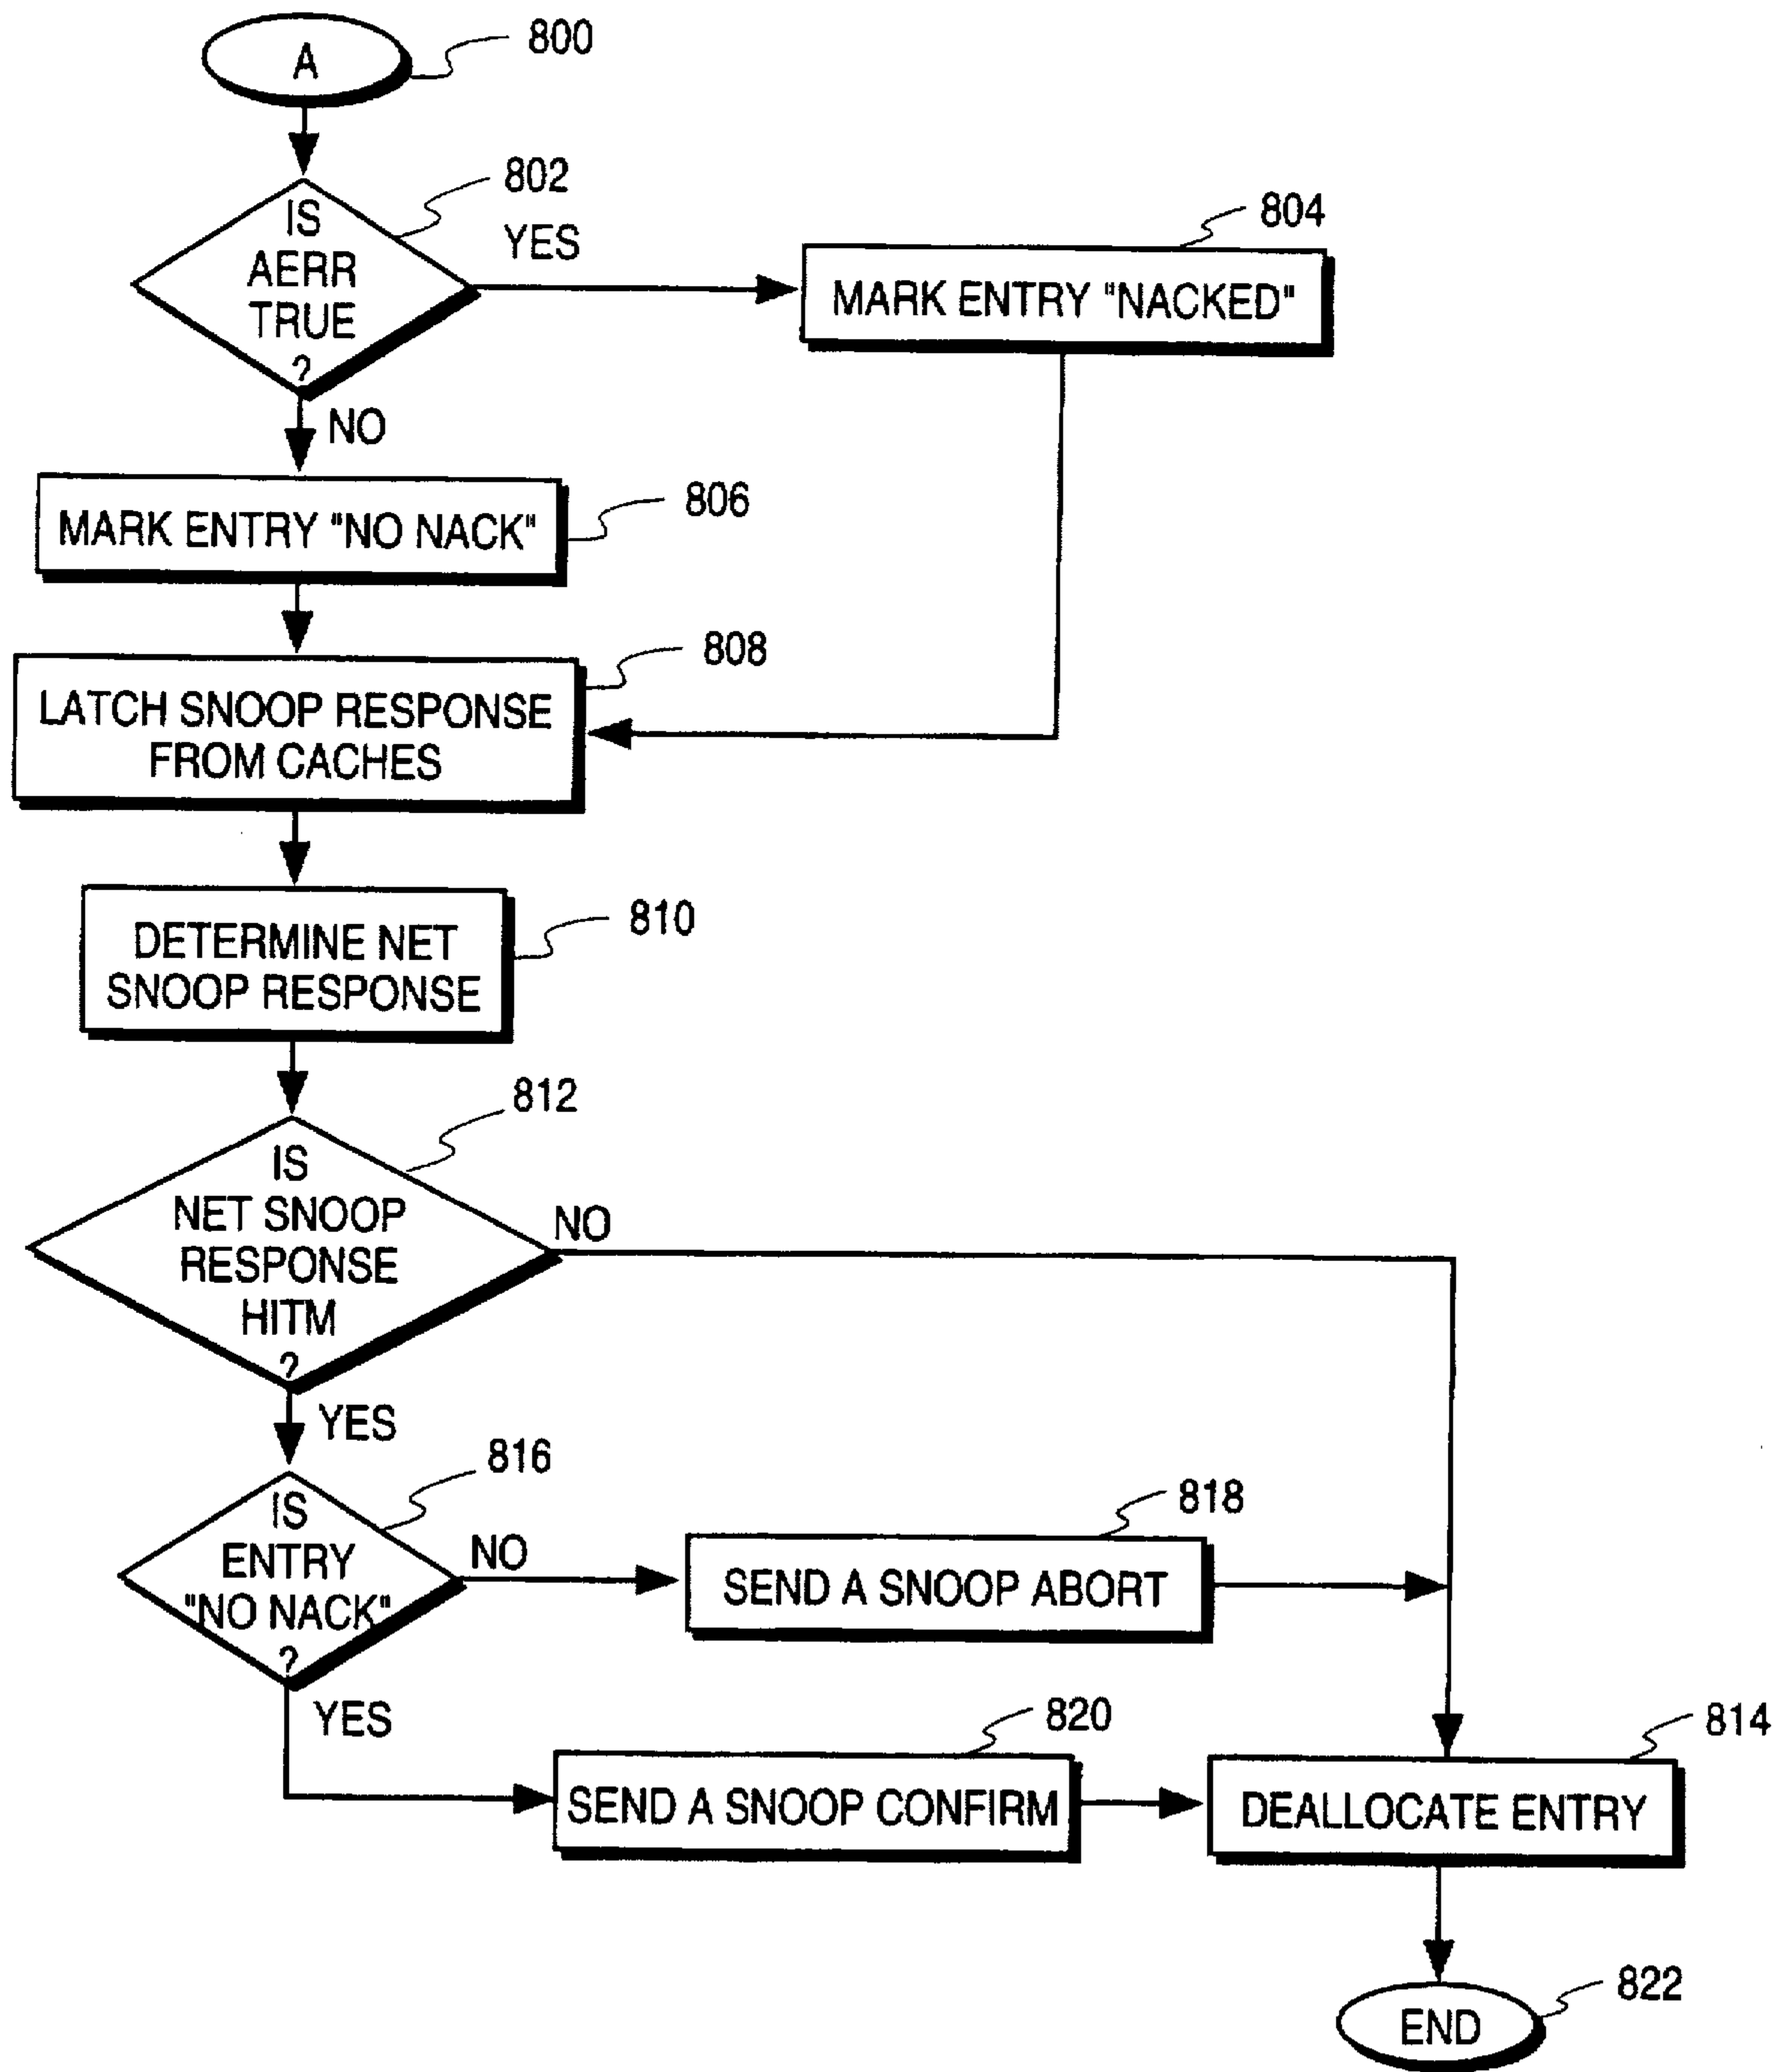 A
800
802
IS
AERR
TRUE
?
YES
804
MARK ENTRY "NACKED"
NO
806
MARK ENTRY "NO NACK"
808
LATCH SNOOP RESPONSE
FROM CACHES
810
DETERMINE NET
SNOOP RESPONSE
812
IS
NET SNOOP
RESPONSE
HITM
?
NO
YES
816
IS
ENTRY
"NO NACK"
?
NO
818
SEND A SNOOP ABORT
YES
820
SEND A SNOOP CONFIRM
814
DEALLOCATE ENTRY
822
END